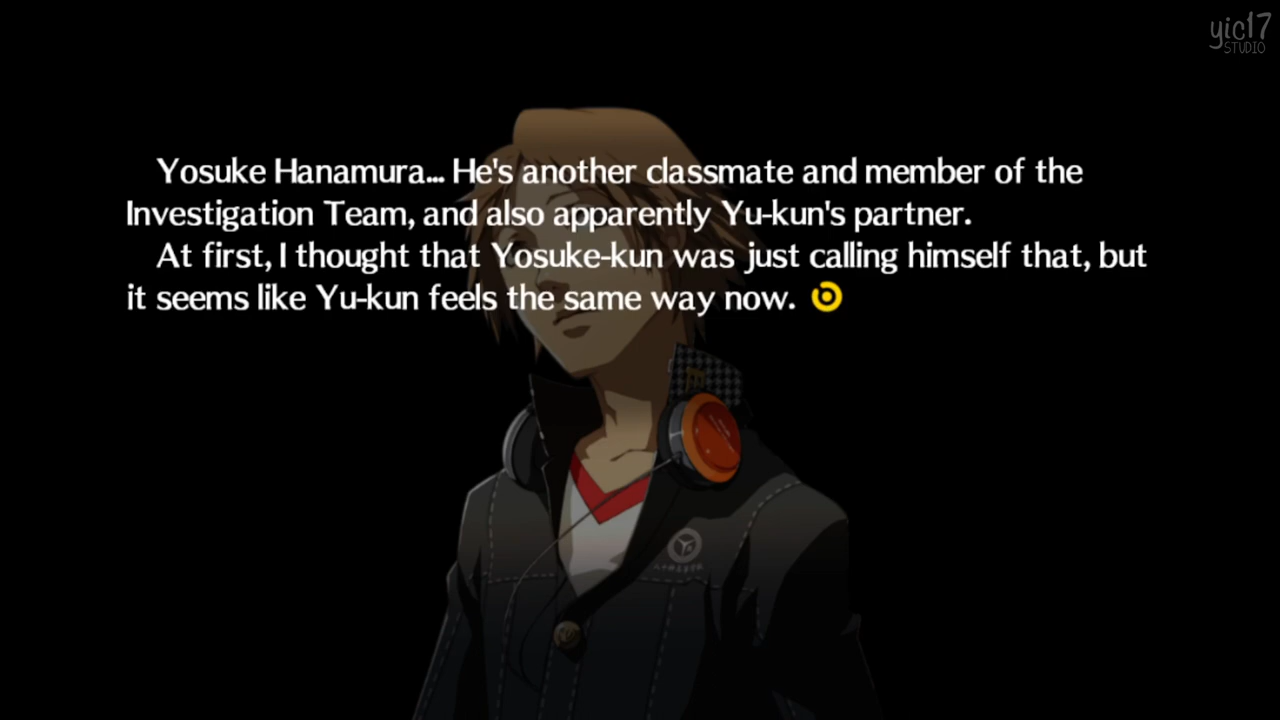 yic17
STUDIO
Yosuke Hanamura... He's another classmate and member of the
Investigation Team, and also apparently Yu-kun's partner.
At first, I thought that Yosuke-kun was just calling himself that, but
it seems like Yu-kun feels the same way now.